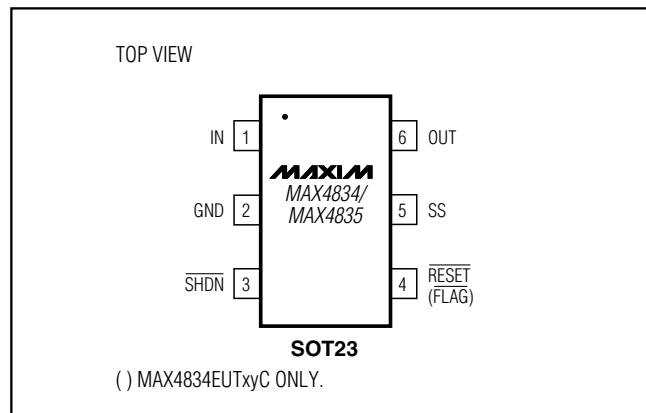 TOP VIEW
IN 1
6 OUT
MAXIM
MAX4834/
MAX4835
GND 2
5 SS
SHDN 3
4 RESET
(FLAG)
SOT23
( ) MAX4834EUTxyC ONLY.